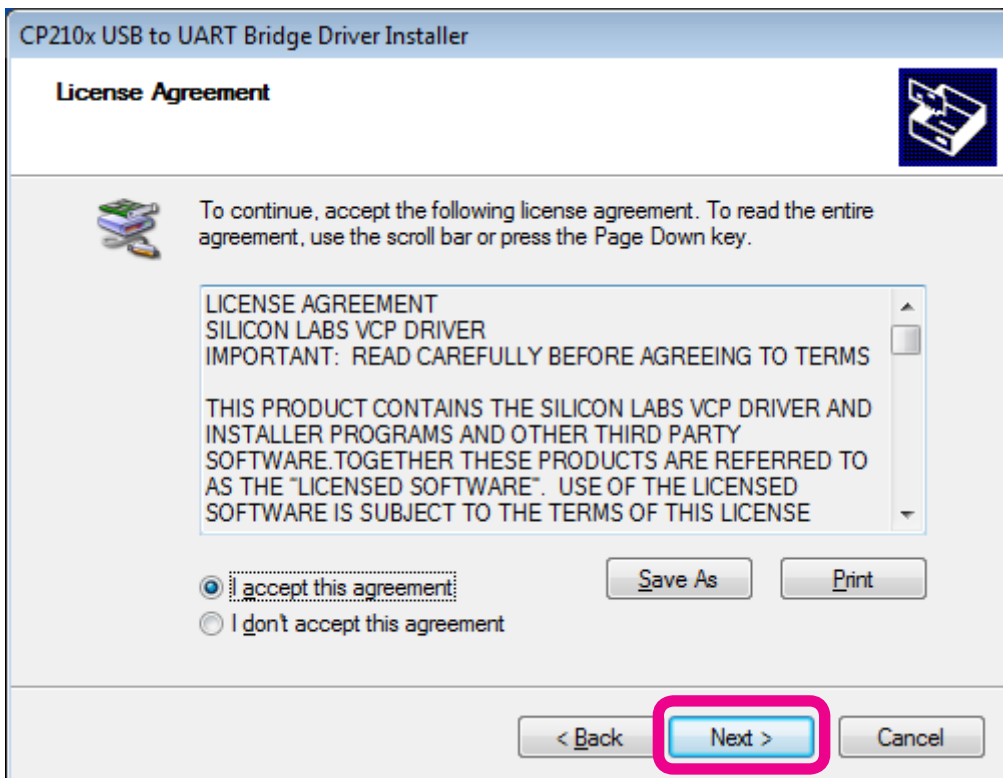 CP210x USB to UART Bridge Driver Installer
License Agreement
To continue, accept the following license agreement. To read the entire
agreement, use the scroll bar or press the Page Down key.
LICENSE AGREEMENT
SILICON LABS VCP DRIVER
IMPORTANT:  READ CAREFULLY BEFORE AGREEING TO TERMS
THIS PRODUCT CONTAINS THE SILICON LABS VCP DRIVER AND
INSTALLER PROGRAMS AND OTHER THIRD PARTY
SOFTWARE.TOGETHER THESE PRODUCTS ARE REFERRED TO
AS THE "LICENSED SOFTWARE".  USE OF THE LICENSED
SOFTWARE IS SUBJECT TO THE TERMS OF THIS LICENSE
I accept this agreement
Save As
Print
I don't accept this agreement
< Back
Next >
Cancel